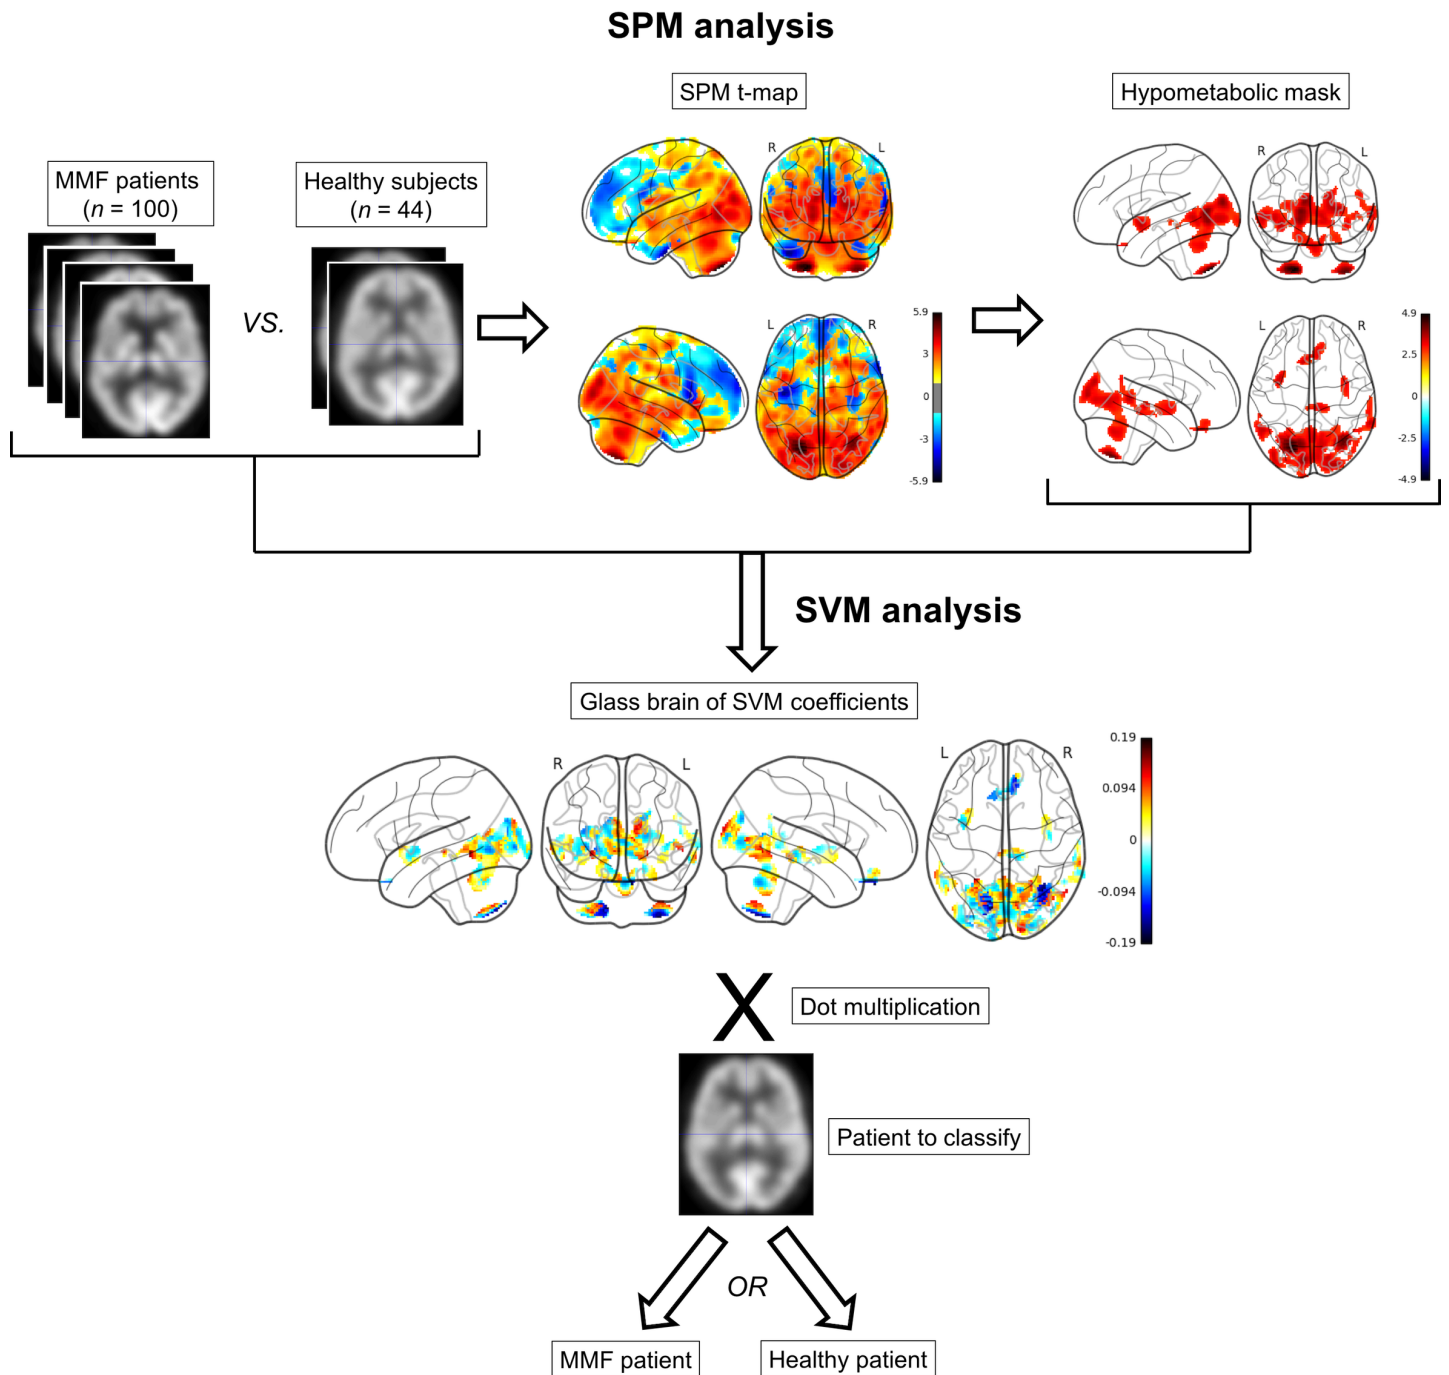 SPM analysis
SPM t-map
Hypometabolic mask
MMF patients
(n = 100)
Healthy subjects
(n = 44)
VS.
R
L
R
L
L
R
5.9
3
0
-3
-5.9
L
R
4.9
2.5
0
-2.5
-4.9
SVM analysis
Glass brain of SVM coefficients
R
L
L
R
0.19
0.094
0
-0.094
-0.19
X
Dot multiplication
Patient to classify
OR
MMF patient
Healthy patient